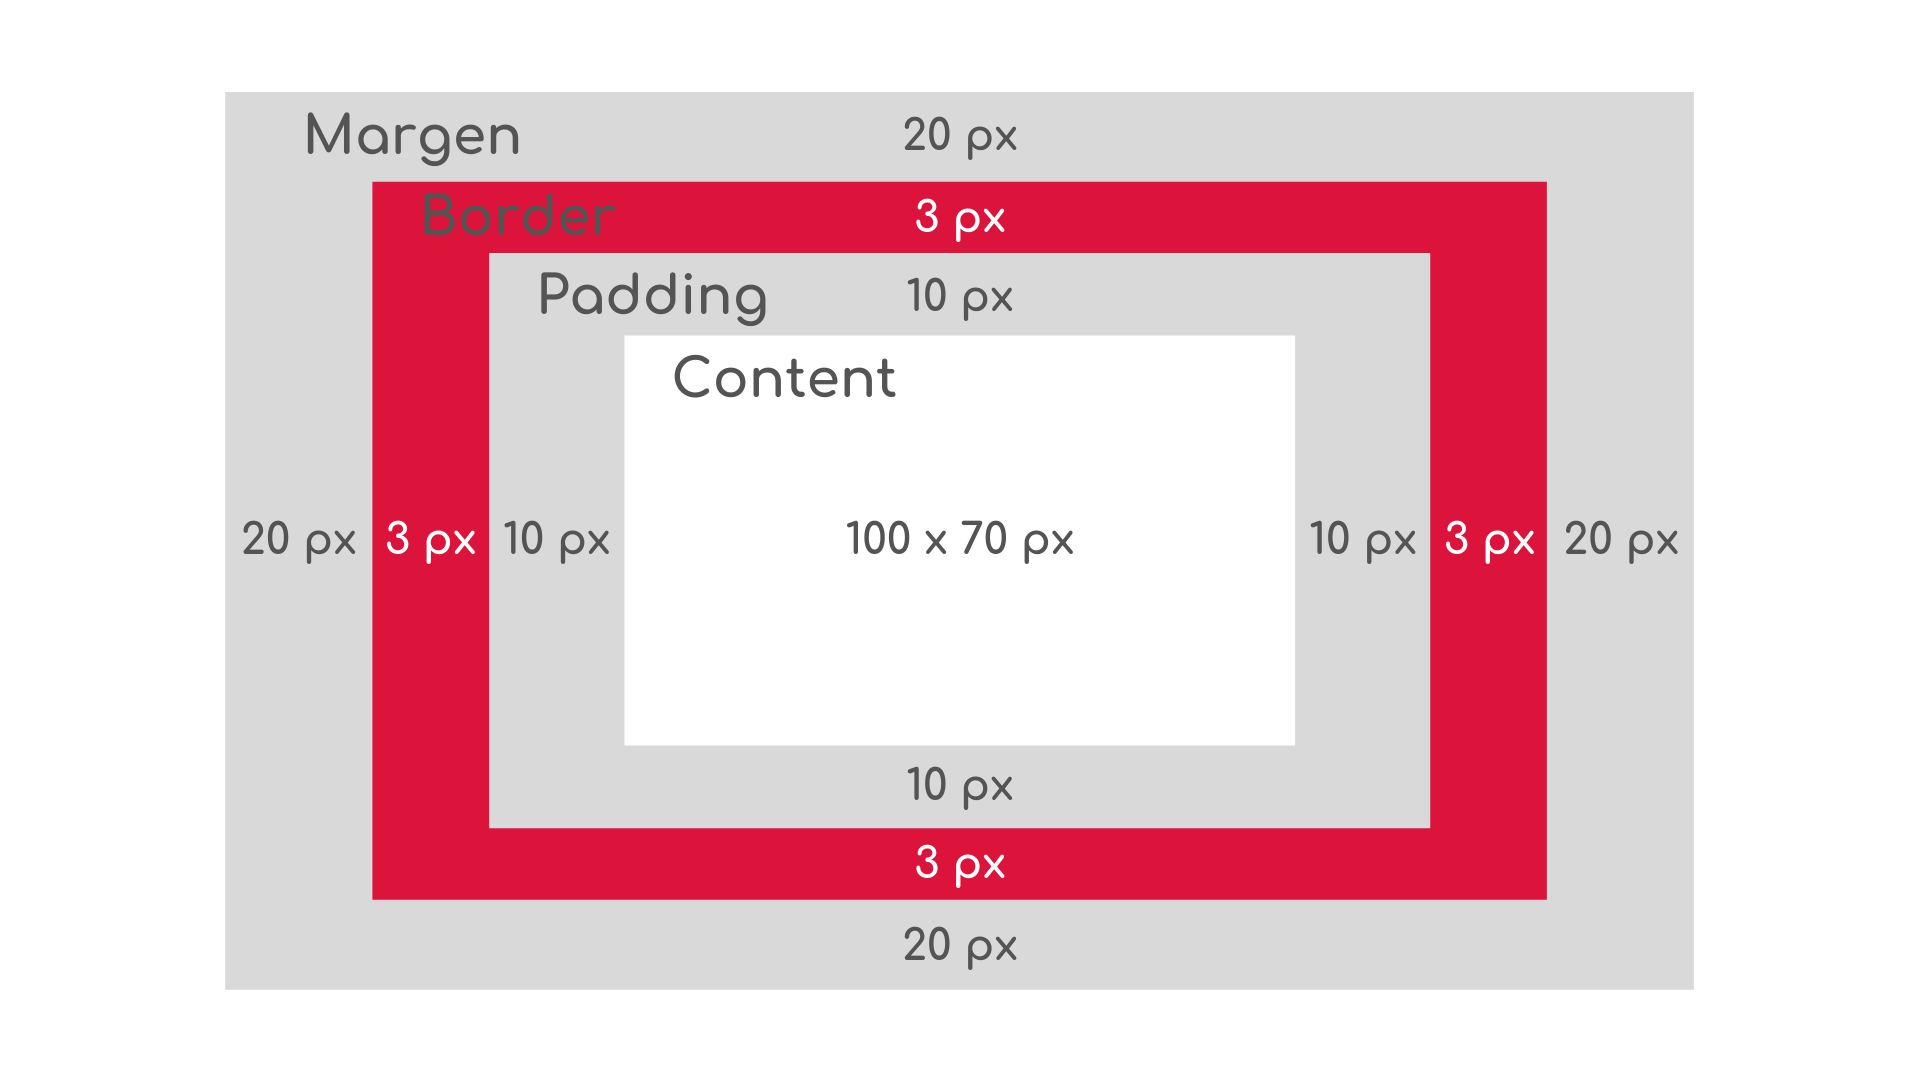 Margen
20 px
Border
3 px
Padding
10 px
Content
20 px 3 px 10 px 100 x 70 px 10 px 3 px 20 px
10 px
3 px
20 px